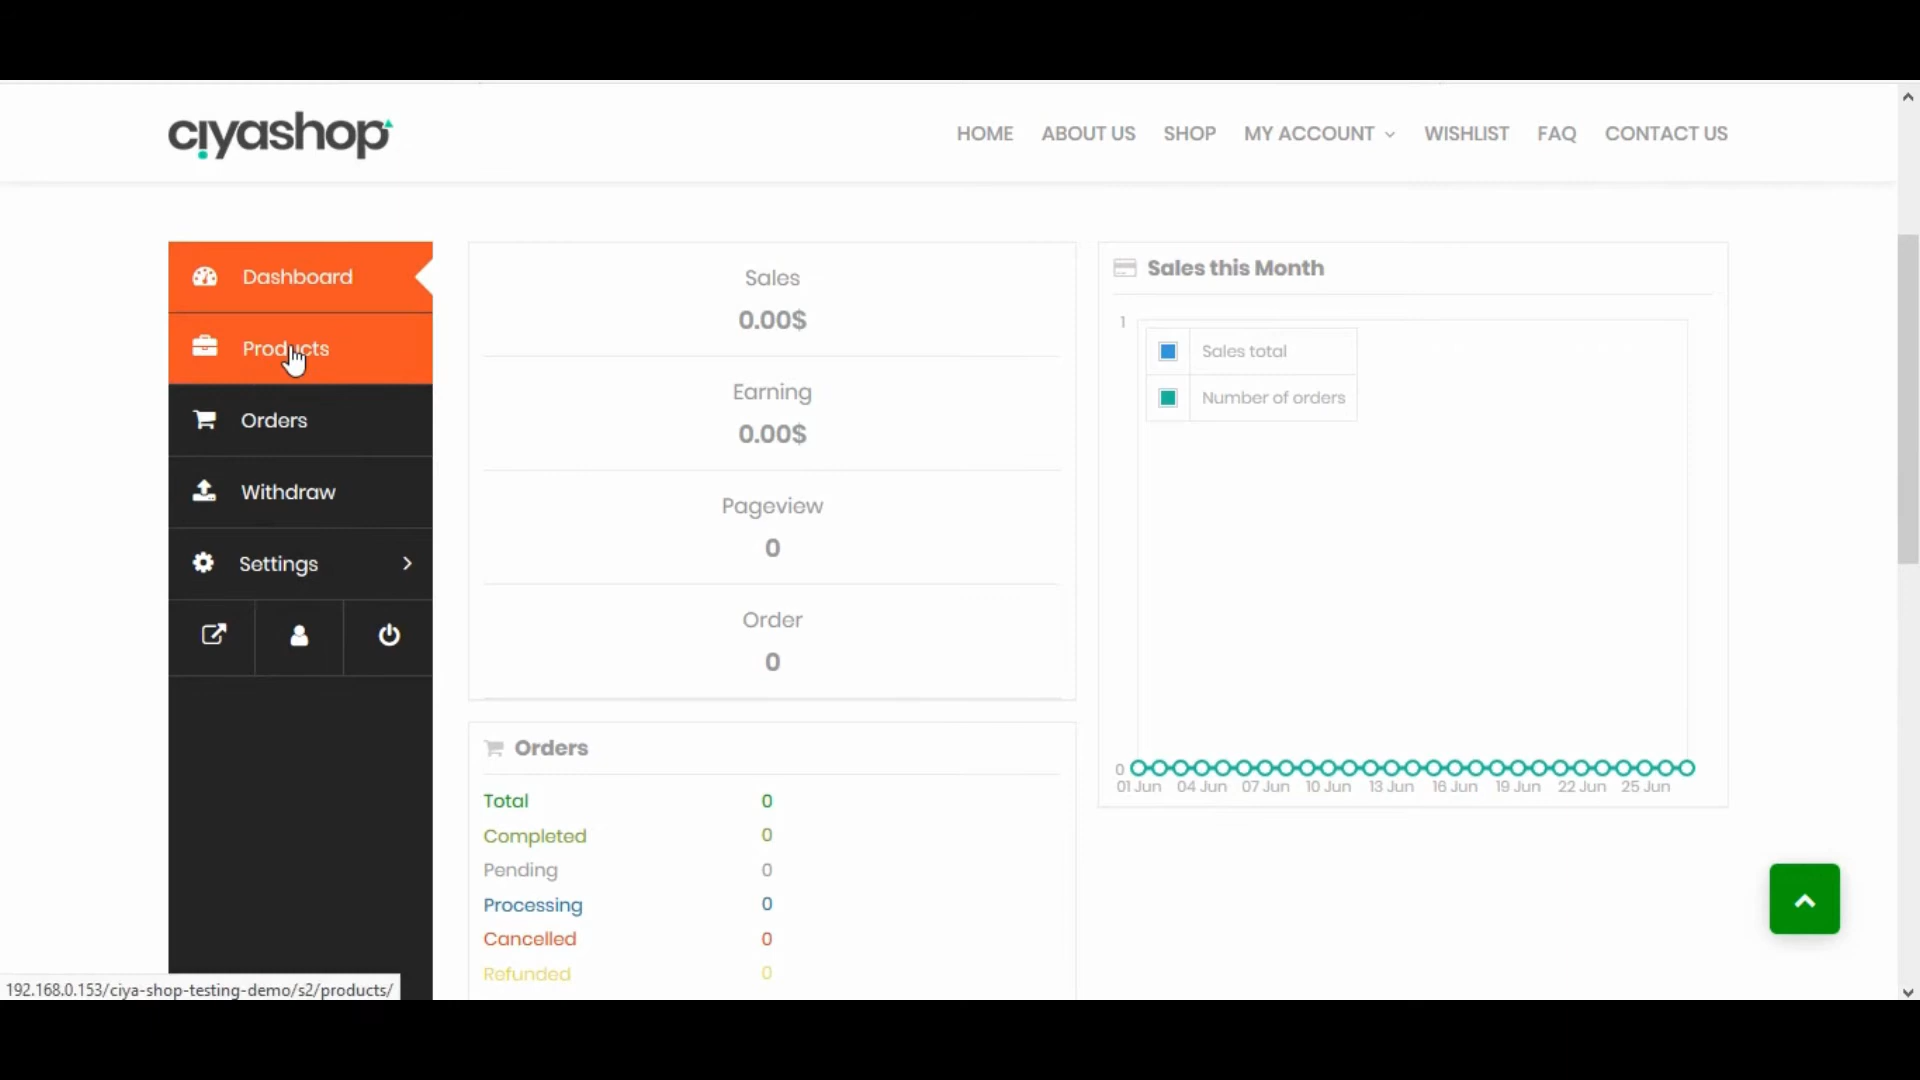 ciyashop
HOME ABOUT US SHOP MY ACCOUNT WISHLIST FAQ CONTACT US
Dashboard
Products
Orders
Withdraw
Settings
Sales
0.00$
Earning
0.00$
Pageview
0
Order
0
Orders
Total 0
Completed 0
Pending 0
Processing 0
Cancelled 0
Refunded 0
Sales this Month
1
Sales total
Number of orders
0
01 Jun 04 Jun 07 Jun 10 Jun 13 Jun 16 Jun 19 Jun 22 Jun 25 Jun
192.168.0.153/ciya-shop-testing-demo/s2/products/